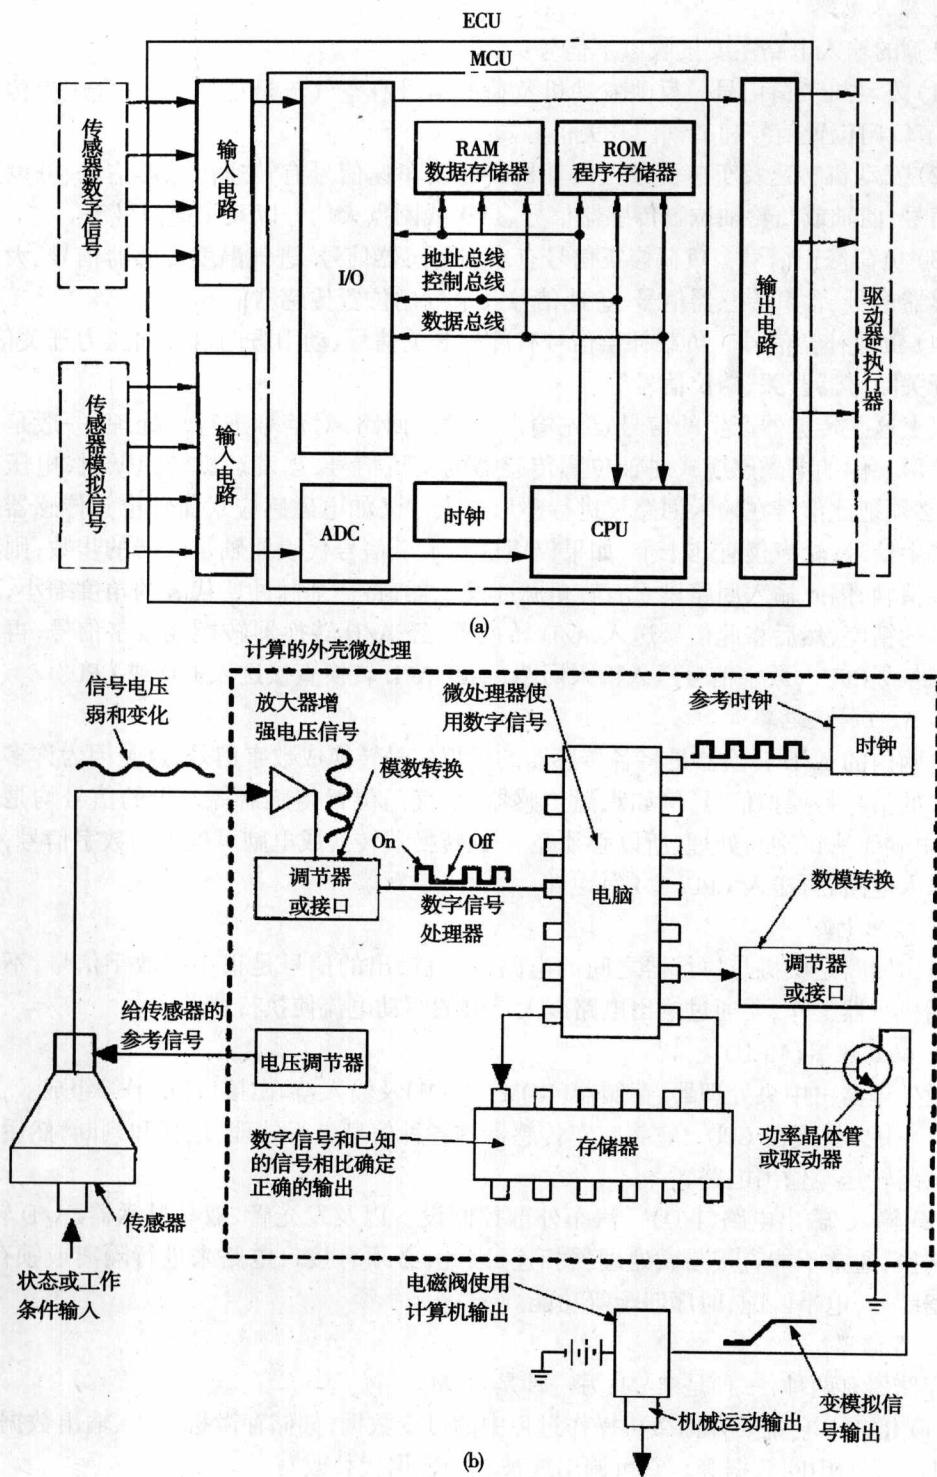 ECU
MCU
传感器数字信号
输入电路
RAM
数据存储器
ROM
程序存储器
I/O
地址总线
控制总线
数据总线
输出电路
驱动器执行器
传感器模拟信号
输入电路
ADC
时钟
CPU
(a)
计算的外壳微处理
信号电压
弱和变化
放大器增
强电压信号
模数转换
微处理器使
用数字信号
参考时钟
时钟
On
Off
调节器
或接口
数字信号
处理器
电脑
数模转换
调节器
或接口
给传感器的
参考信号
电压调节器
功率晶体管
或驱动器
存储器
数字信号和已知
的信号相比确定
正确的输出
传感器
状态或工作
条件输入
电磁阀使用
计算机输出
机械运动输出
变模拟信
号输出
(b)